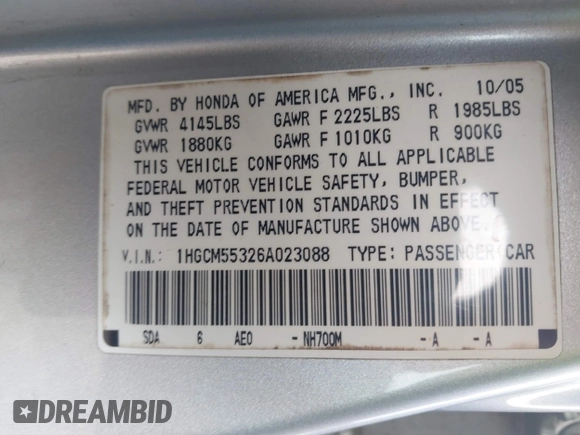 MFD. BY HONDA OF AMERICA MFG., INC. 10/05
GVWR 4145LBS GAWR F 2225LBS R 1985LBS
GVWR 1880KG GAWR F 1010KG R 900KG
THIS VEHICLE CONFORMS TO ALL APPLICABLE
FEDERAL MOTOR VEHICLE SAFETY, BUMPER,
AND THEFT PREVENTION STANDARDS IN EFFECT
ON THE DATE OF MANUFACTURE SHOWN ABOVE.
V.I.N.: 1HGCM55326A023088 TYPE: PASSENGER CAR
SDA 6 AE0 - NH700M - A - A
DREAMBID